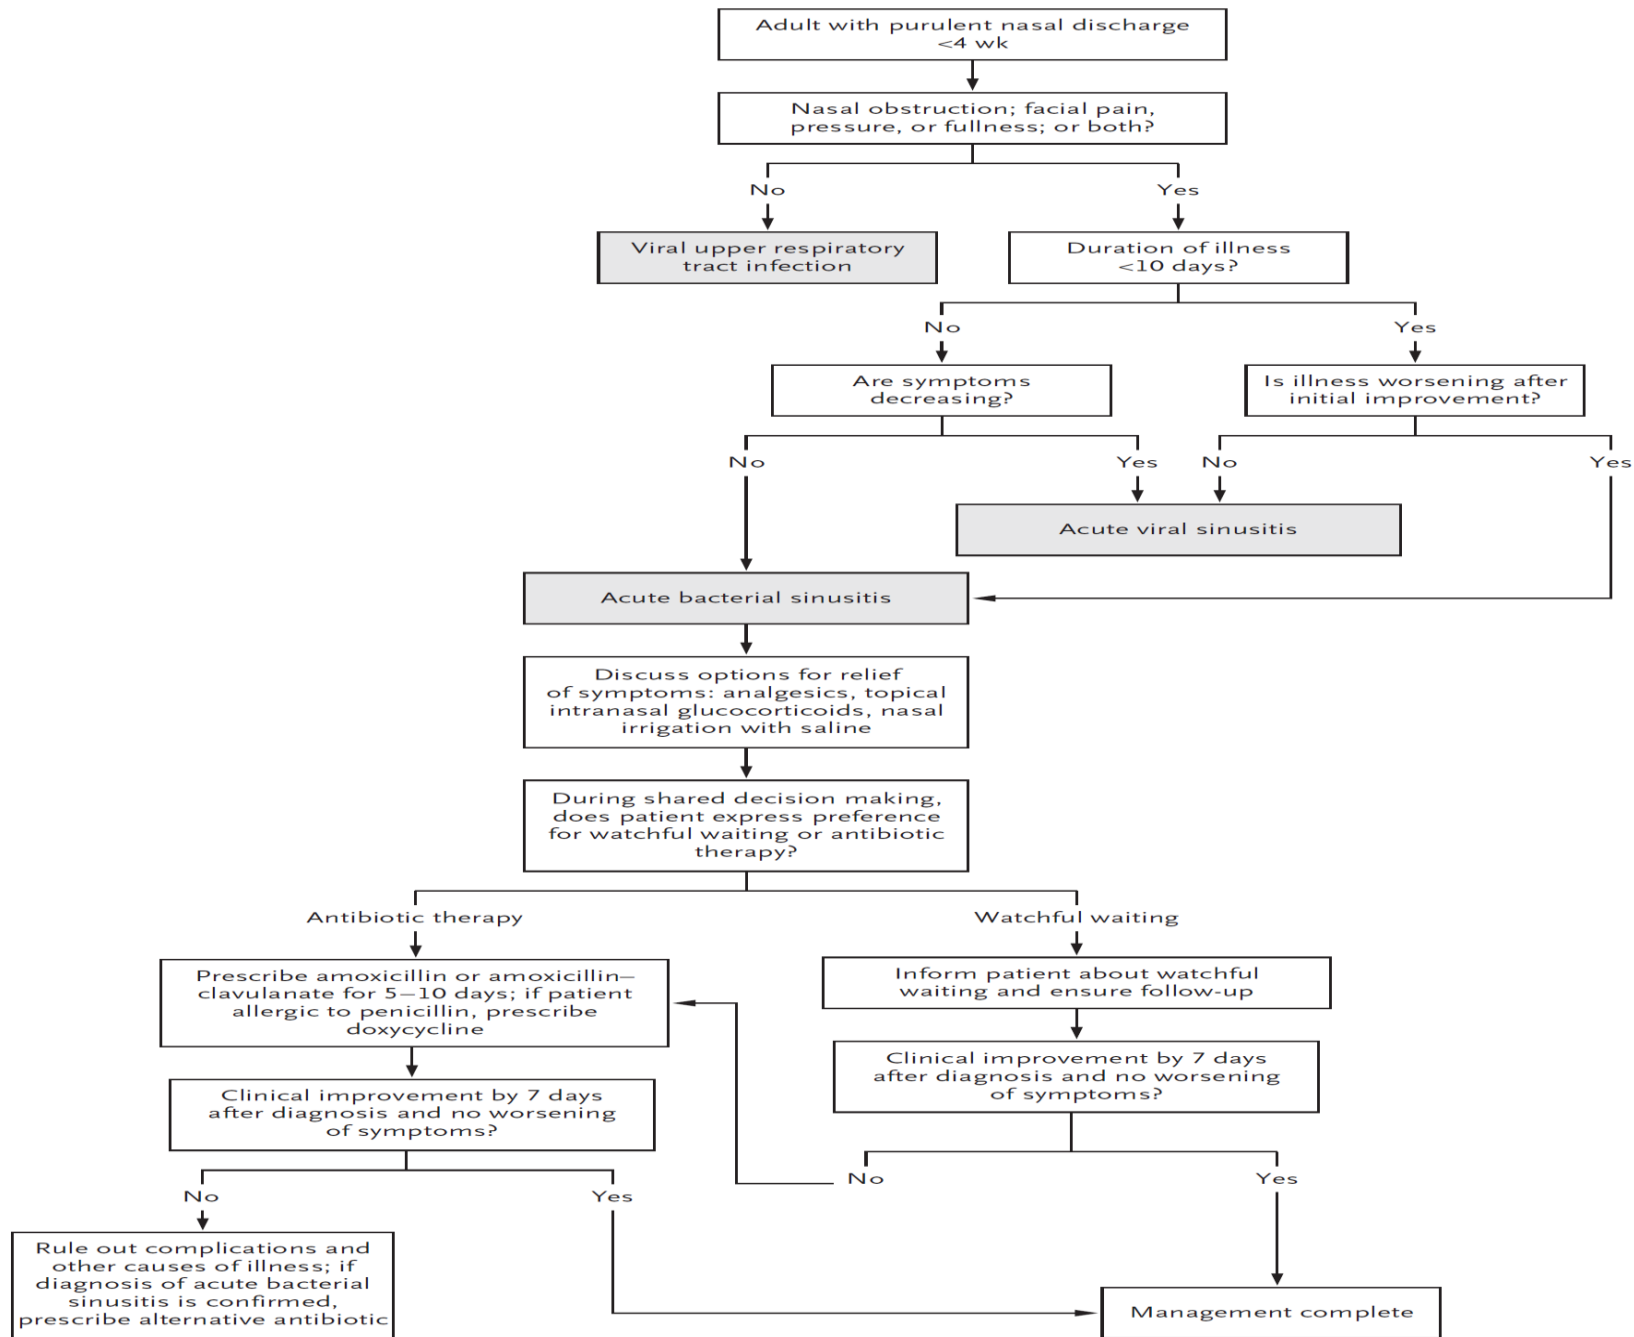 Adult with purulent nasal discharge
<4 wk
Nasal obstruction; facial pain,
pressure, or fullness; or both?
No
Yes
Viral upper respiratory
tract infection
Duration of illness
<10 days?
No
Yes
Are symptoms
decreasing?
Is illness worsening after
initial improvement?
No
Yes
No
Yes
Acute viral sinusitis
Acute bacterial sinusitis
Discuss options for relief
of symptoms: analgesics, topical
intranasal glucocorticoids, nasal
irrigation with saline
During shared decision making,
does patient express preference
for watchful waiting or antibiotic
therapy?
Antibiotic therapy
Watchful waiting
Prescribe amoxicillin or amoxicillin–
clavulanate for 5–10 days; if patient
allergic to penicillin, prescribe
doxycycline
Inform patient about watchful
waiting and ensure follow-up
Clinical improvement by 7 days
after diagnosis and no worsening
of symptoms?
Clinical improvement by 7 days
after diagnosis and no worsening
of symptoms?
No
Yes
No
Yes
Rule out complications and
other causes of illness; if
diagnosis of acute bacterial
sinusitis is confirmed,
prescribe alternative antibiotic
Management complete